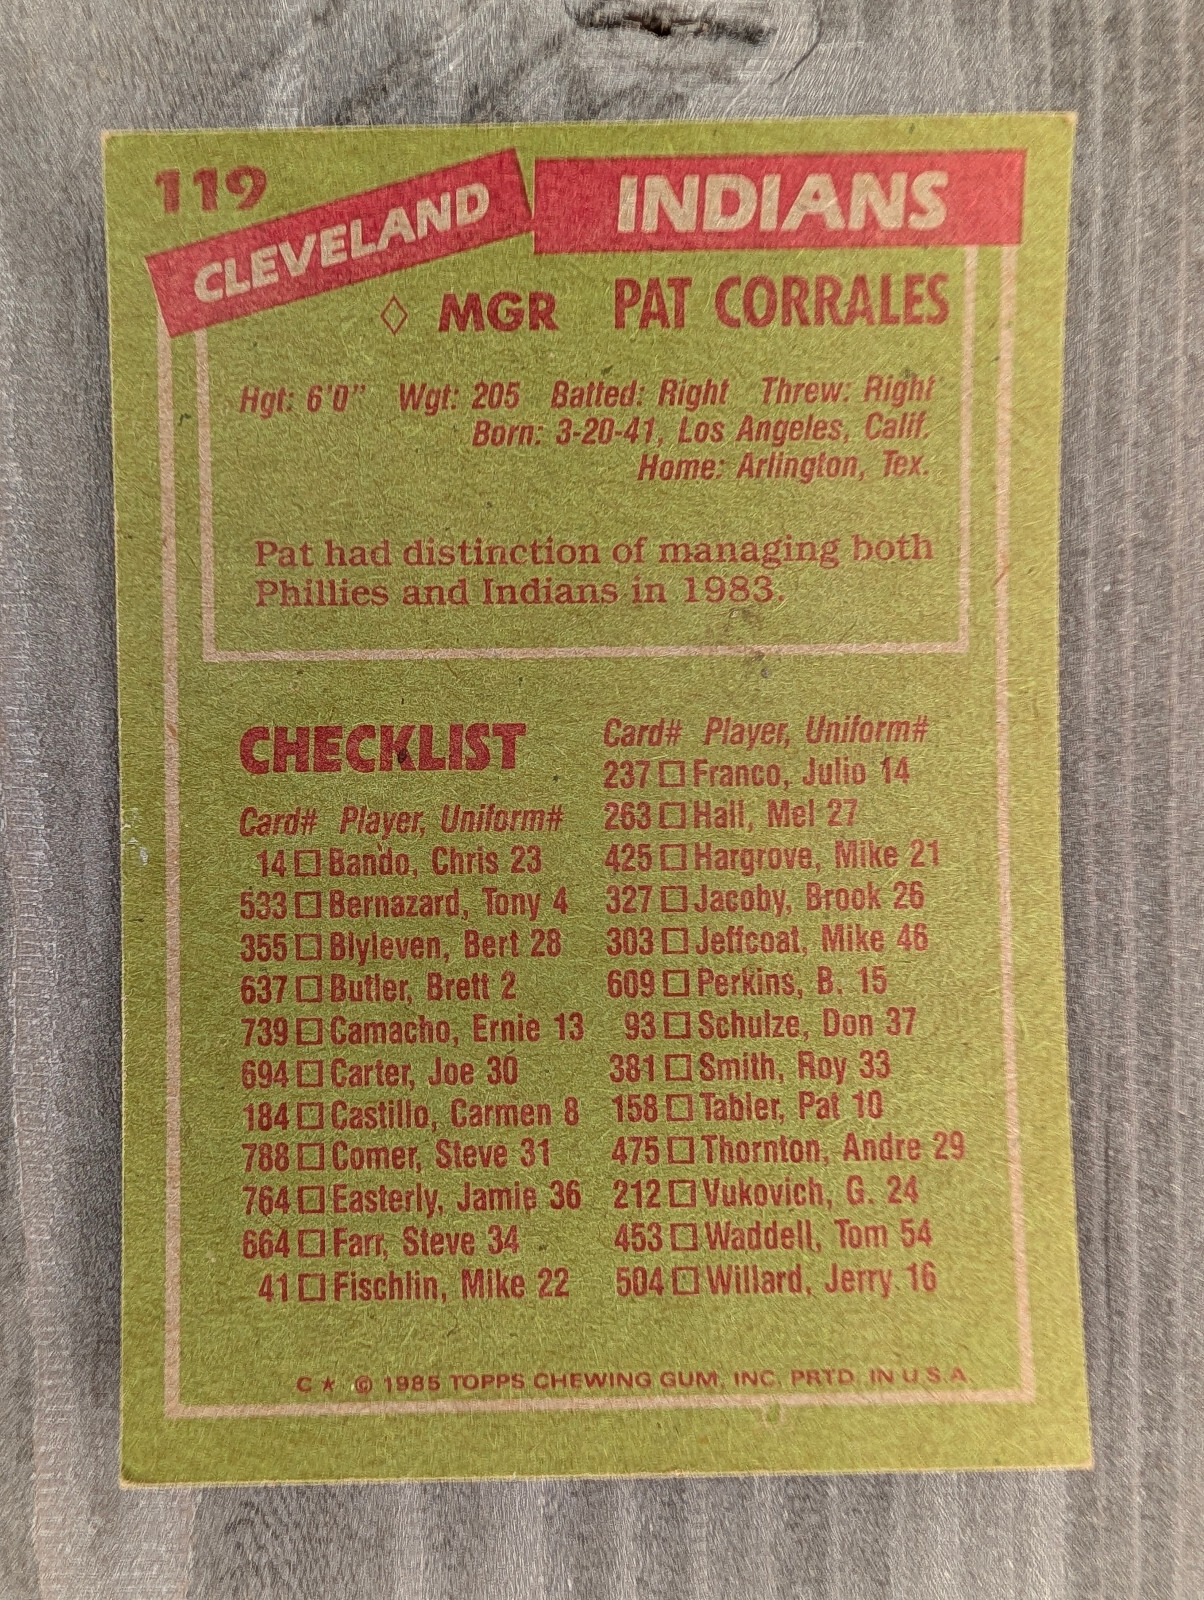 119
CLEVELAND INDIANS
MGR PAT CORRALES
Hgt: 6'0" Wgt: 205 Batted: Right Threw: Right
Born: 3-20-41, Los Angeles, Calif.
Home: Arlington, Tex.
Pat had distinction of managing both
Phillies and Indians in 1983.
CHECKLIST
Card# Player, Uniform#
14 □ Bando, Chris 23
533 □ Bernazard, Tony 4
355 □ Blyleven, Bert 28
637 □ Butler, Brett 2
739 □ Camacho, Ernie 13
694 □ Carter, Joe 30
184 □ Castillo, Carmen 8
788 □ Comer, Steve 31
764 □ Easterly, Jamie 36
664 □ Farr, Steve 34
41 □ Fischlin, Mike 22
Card# Player, Uniform#
237 □ Franco, Julio 14
263 □ Hall, Mel 27
425 □ Hargrove, Mike 21
327 □ Jacoby, Brook 26
303 □ Jeffcoat, Mike 46
609 □ Perkins, B. 15
93 □ Schulze, Don 37
381 □ Smith, Roy 33
158 □ Tabler, Pat 10
475 □ Thornton, Andre 29
212 □ Vukovich, G. 24
453 □ Waddell, Tom 54
504 □ Willard, Jerry 16
C ★ © 1985 TOPPS CHEWING GUM, INC. PRTD. IN U.S.A.